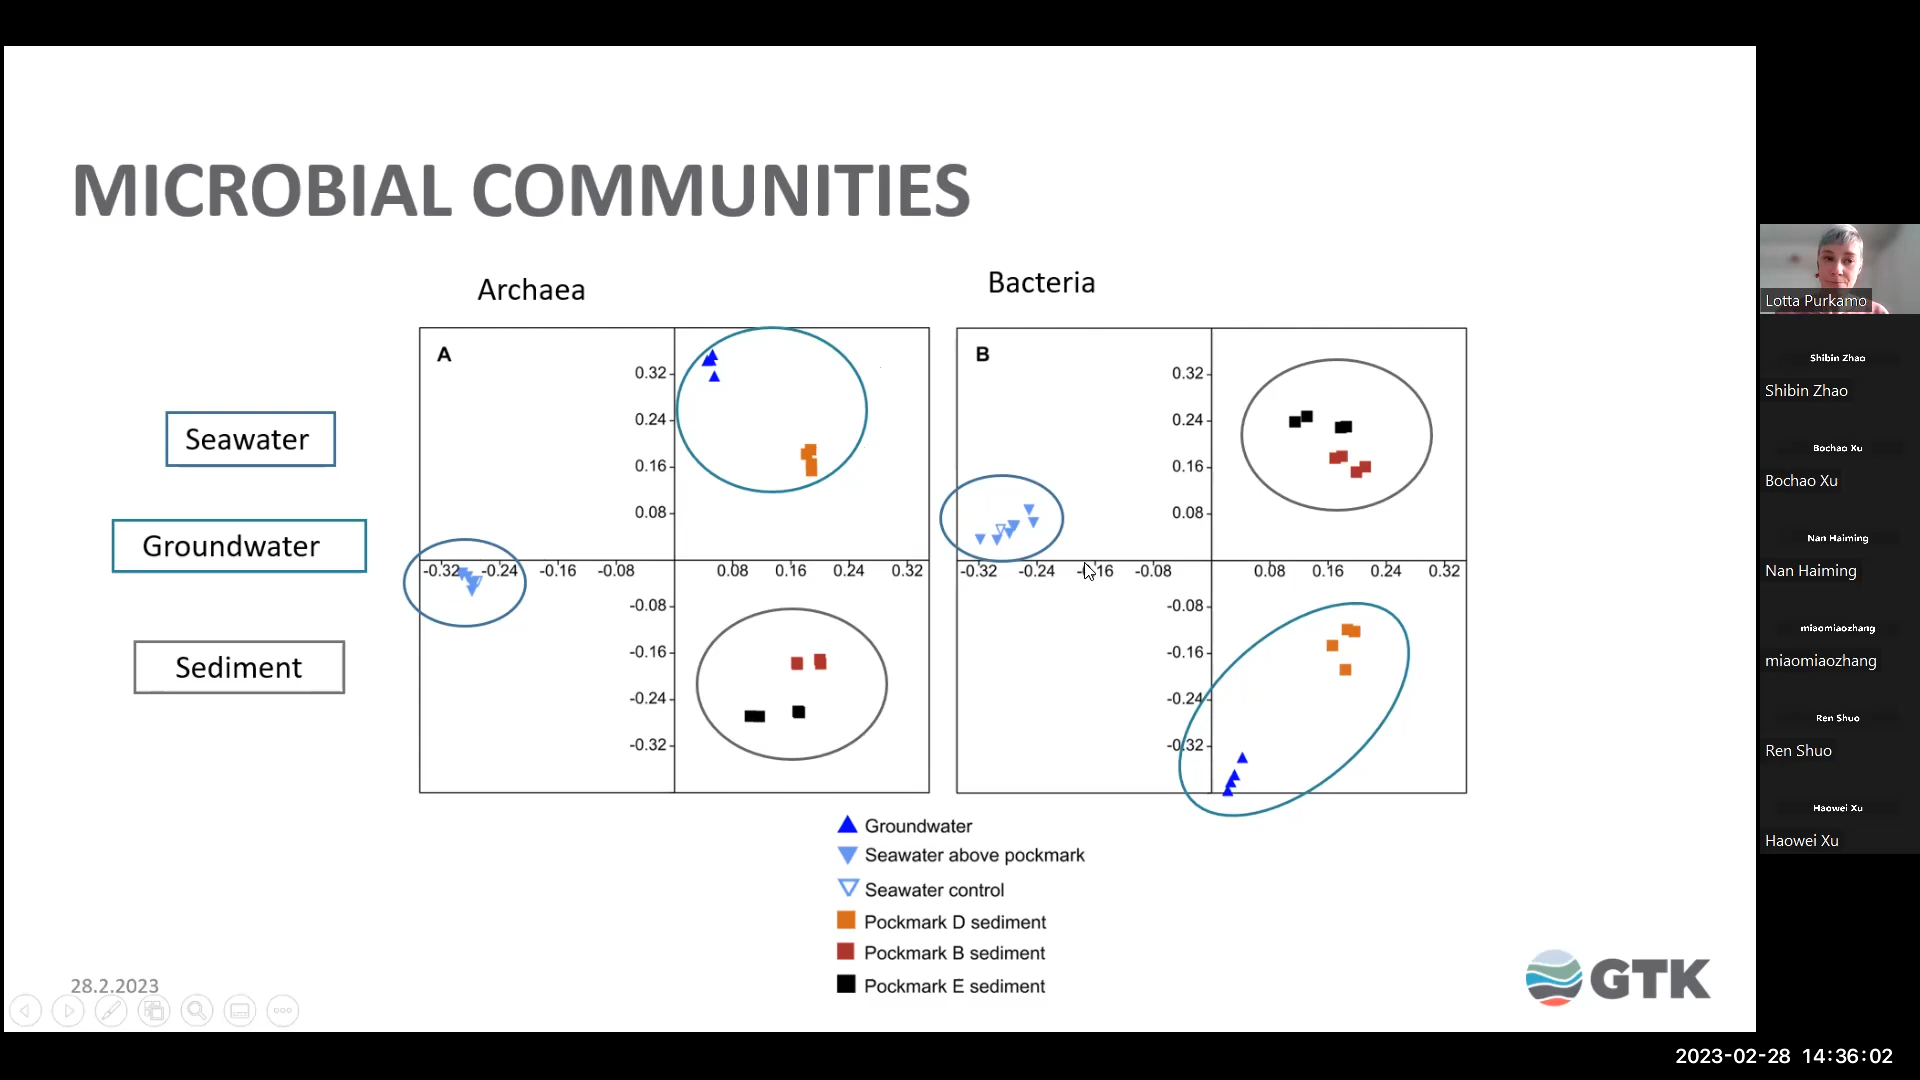 MICROBIAL COMMUNITIES
Archaea
Bacteria
Seawater
Groundwater
Sediment
A
0.32
0.24
0.16
0.08
-0.32 -0.24 -0.16 -0.08 0.08 0.16 0.24 0.32
-0.08
-0.16
-0.24
-0.32
B
0.32
0.24
0.16
0.08
-0.32 -0.24 -0.16 -0.08 0.08 0.16 0.24 0.32
-0.08
-0.16
-0.24
-0.32
Groundwater
Seawater above pockmark
Seawater control
Pockmark D sediment
Pockmark B sediment
Pockmark E sediment
28.2.2023
GTK
Lotta Purkamo
Shibin Zhao
Shibin Zhao
Bochao Xu
Bochao Xu
Nan Haiming
Nan Haiming
miaomiaozhang
miaomiaozhang
Ren Shuo
Ren Shuo
Haowei Xu
Haowei Xu
2023-02-28 14:36:02